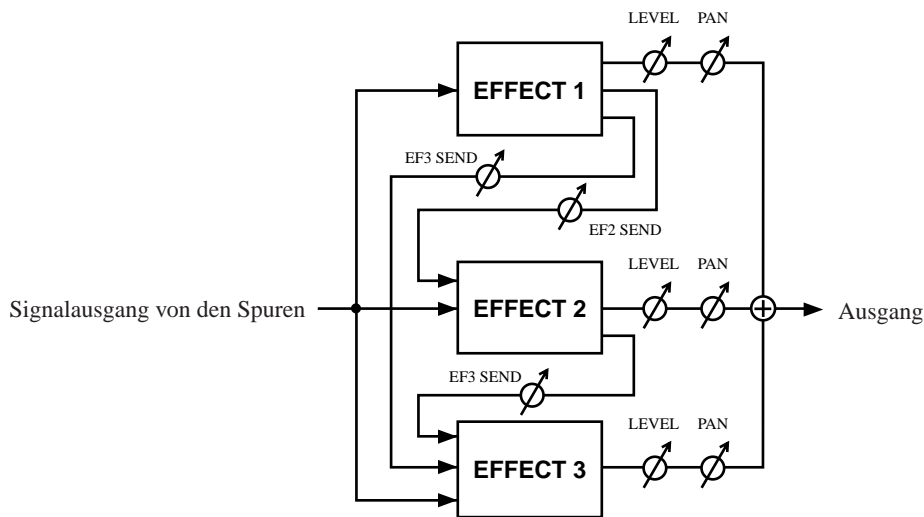 LEVEL PAN
EFFECT 1
EF3 SEND
EF2 SEND
LEVEL PAN
Signalausgang von den Spuren
EFFECT 2
Ausgang
EF3 SEND
LEVEL PAN
EFFECT 3